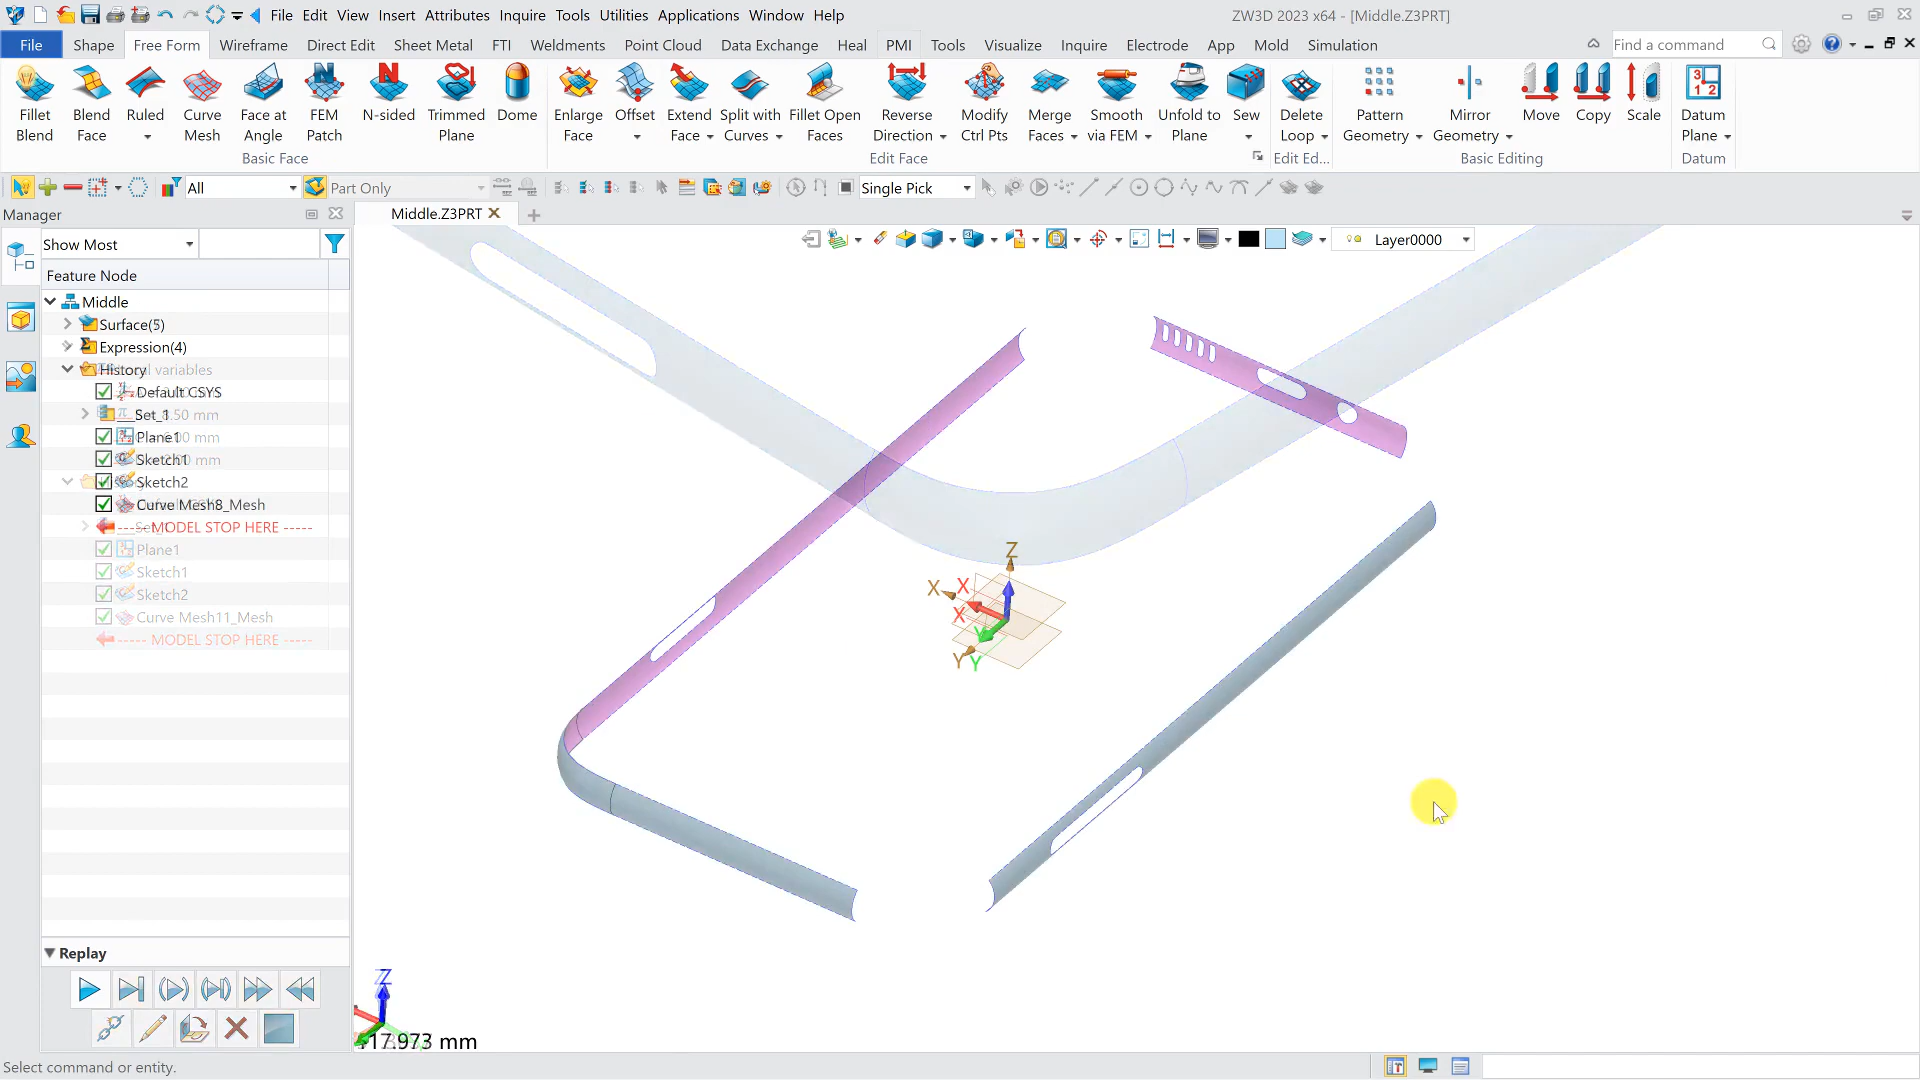 File Edit View Insert Attributes Inquire Tools Utilities Applications Window Help
ZW3D 2023 x64 - [Middle.Z3PRT]
File Shape Free Form Wireframe Direct Edit Sheet Metal FTI Weldments Point Cloud Data Exchange Heal PMI Tools Visualize Inquire Electrode App Mold Simulation
Find a command
Fillet Blend
Blend Face
Ruled
Curve Mesh
Face at Angle
FEM Patch
N-sided
Trimmed Plane
Dome
Enlarge Face
Offset
Extend Face
Split with Curves
Fillet Open Faces
Reverse Direction
Modify Ctrl Pts
Merge Faces
Smooth via FEM
Unfold to Plane
Sew
Delete Loop
Pattern Geometry
Mirror Geometry
Move
Copy
Scale
Datum Plane
Basic Face
Edit Face
Edit Ed...
Basic Editing
Datum
All
Part Only
Single Pick
Manager
Middle.Z3PRT
Show Most
Layer0000
Feature Node
Middle
Surface(5)
Expression(4)
History
Default CSYS
Set_1
Plane1
Sketch1
Sketch2
Curve Mesh8_Mesh
----- MODEL STOP HERE -----
Plane1
Sketch1
Sketch2
Curve Mesh11_Mesh
----- MODEL STOP HERE -----
Z
X X
X
Y
Y Y
Replay
Z
17.973 mm
Select command or entity.